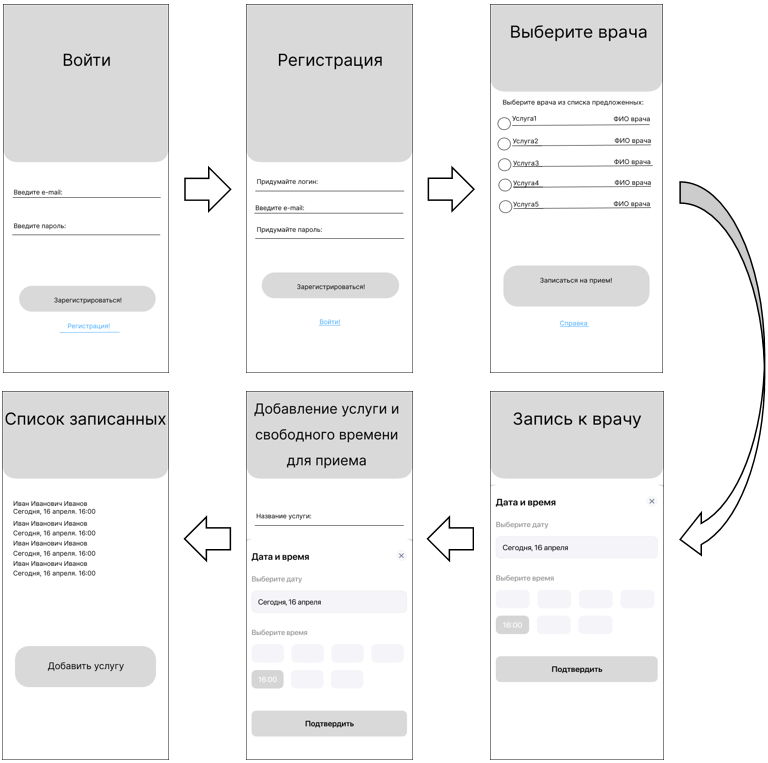 Войти
Введите e-mail:
Введите пароль:
Зарегистрироваться!
Регистрация!
Регистрация
Придумайте логин:
Введите e-mail:
Придумайте пароль:
Зарегистрироваться!
Войти!
Выберите врача
Выберите врача из списка предложенных:
Услуга1 ФИО врача
Услуга2 ФИО врача
Услуга3 ФИО врача
Услуга4 ФИО врача
Услуга5 ФИО врача
Записаться на прием!
Справка
Запись к врачу
Дата и время
Выберите дату
Сегодня, 16 апреля
Выберите время
16:00
Подтвердить
Добавление услуги и
свободного времени
для приема
Название услуги:
Дата и время
Выберите дату
Сегодня, 16 апреля
Выберите время
16:00
Подтвердить
Список записанных
Иван Иванович Иванов
Сегодня, 16 апреля. 16:00
Иван Иванович Иванов
Сегодня, 16 апреля. 16:00
Иван Иванович Иванов
Сегодня, 16 апреля. 16:00
Иван Иванович Иванов
Сегодня, 16 апреля. 16:00
Добавить услугу